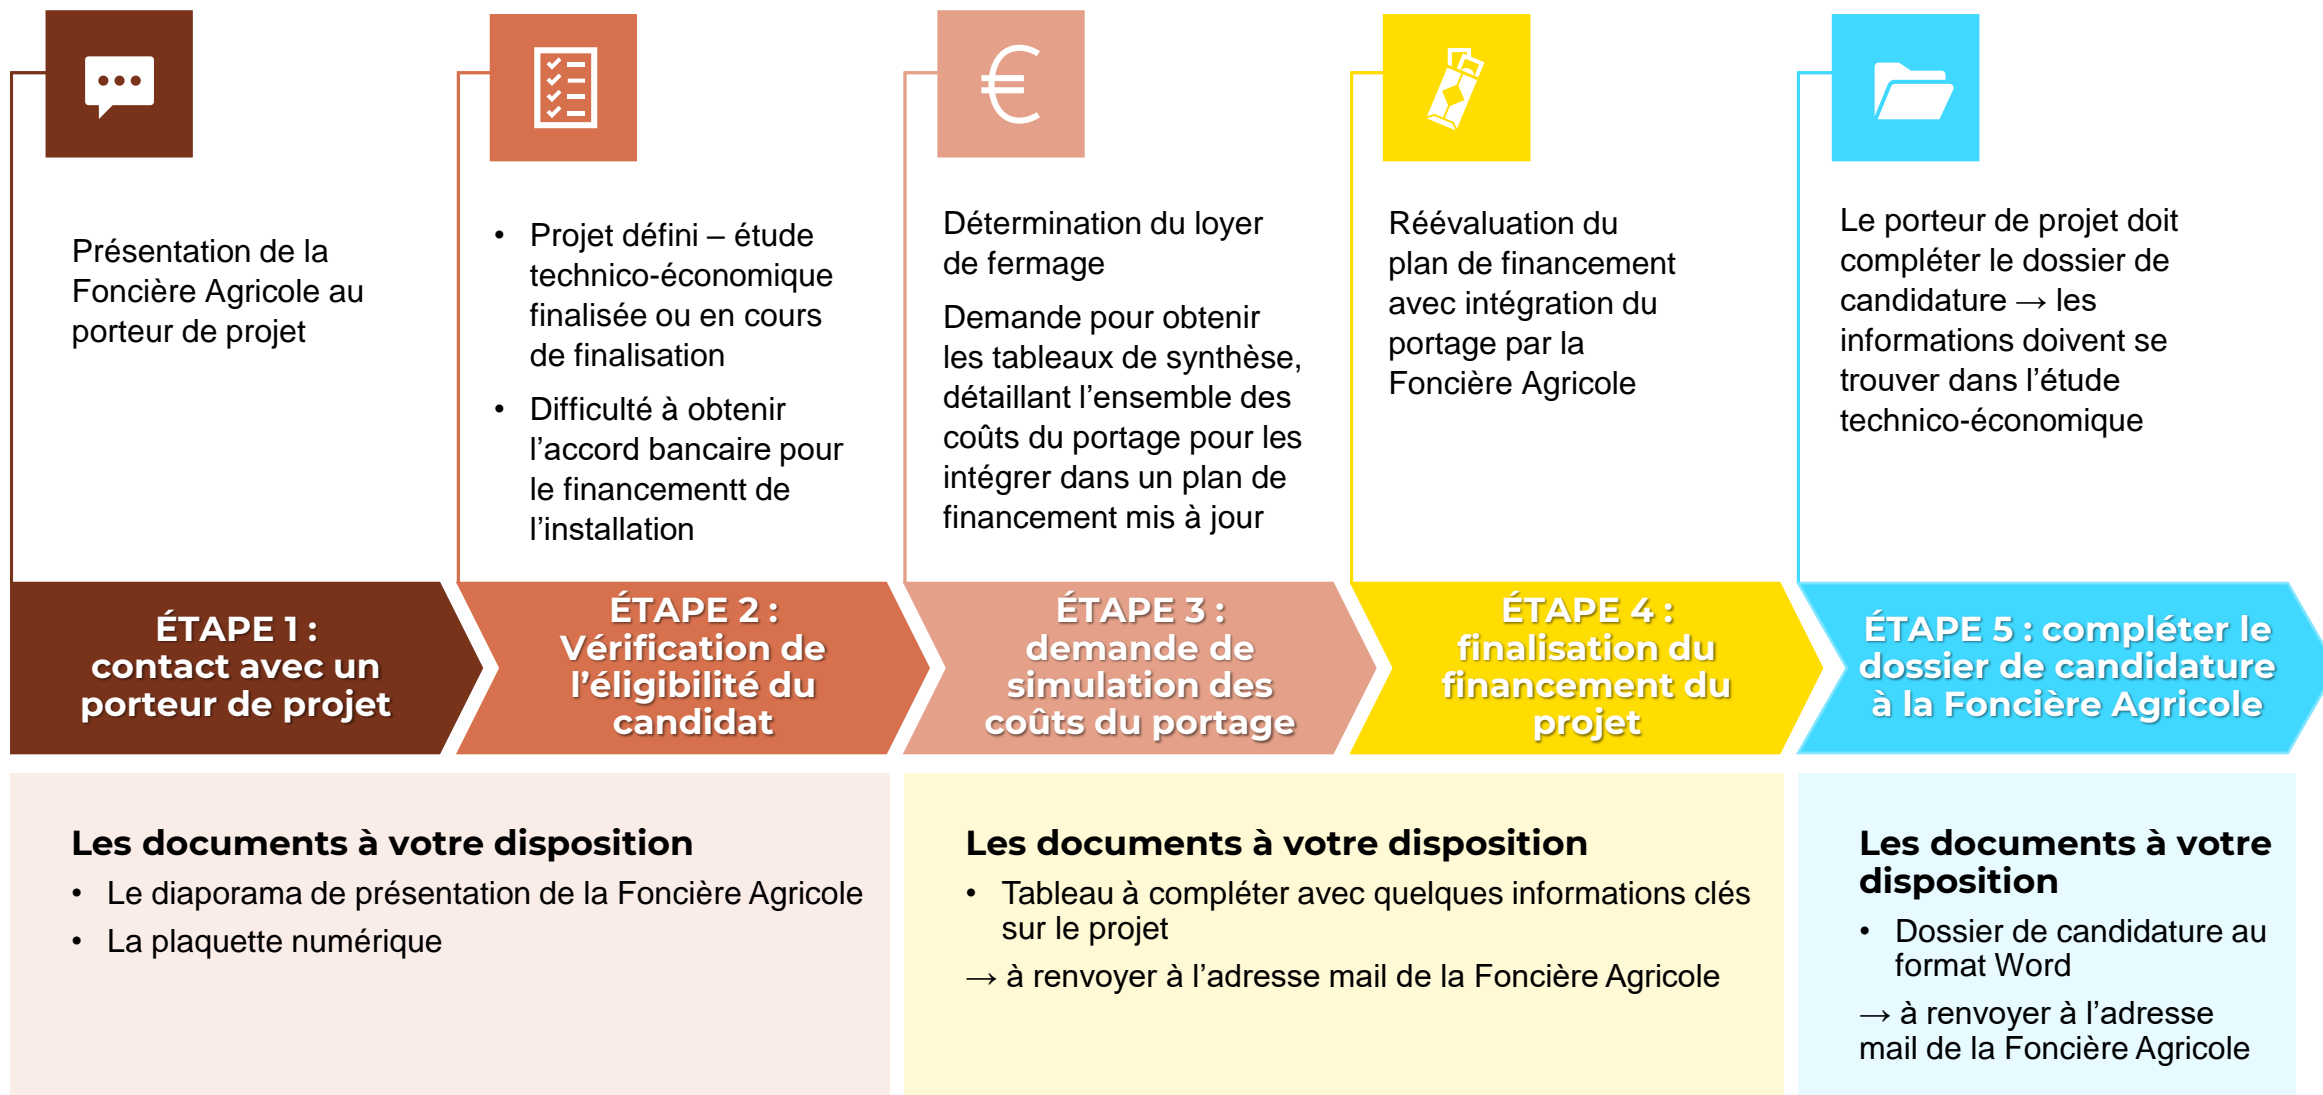 Présentation de la
Foncière Agricole au
porteur de projet
• Projet défini – étude
technico-économique
finalisée ou en cours
de finalisation
• Difficulté à obtenir
l’accord bancaire pour
le financementt de
l’installation
Détermination du loyer
de fermage
Demande pour obtenir
les tableaux de synthèse,
détaillant l’ensemble des
coûts du portage pour les
intégrer dans un plan de
financement mis à jour
Réévaluation du
plan de financement
avec intégration du
portage par la
Foncière Agricole
Le porteur de projet doit
compléter le dossier de
candidature → les
informations doivent se
trouver dans l’étude
technico-économique
ÉTAPE 1 :
contact avec un
porteur de projet
ÉTAPE 2 :
Vérification de
l’éligibilité du
candidat
ÉTAPE 3 :
demande de
simulation des
coûts du portage
ÉTAPE 4 :
finalisation du
financement du
projet
ÉTAPE 5 : compléter le
dossier de candidature
à la Foncière Agricole
Les documents à votre disposition
• Le diaporama de présentation de la Foncière Agricole
• La plaquette numérique
Les documents à votre disposition
• Tableau à compléter avec quelques informations clés
sur le projet
→ à renvoyer à l’adresse mail de la Foncière Agricole
Les documents à votre
disposition
• Dossier de candidature au
format Word
→ à renvoyer à l’adresse
mail de la Foncière Agricole